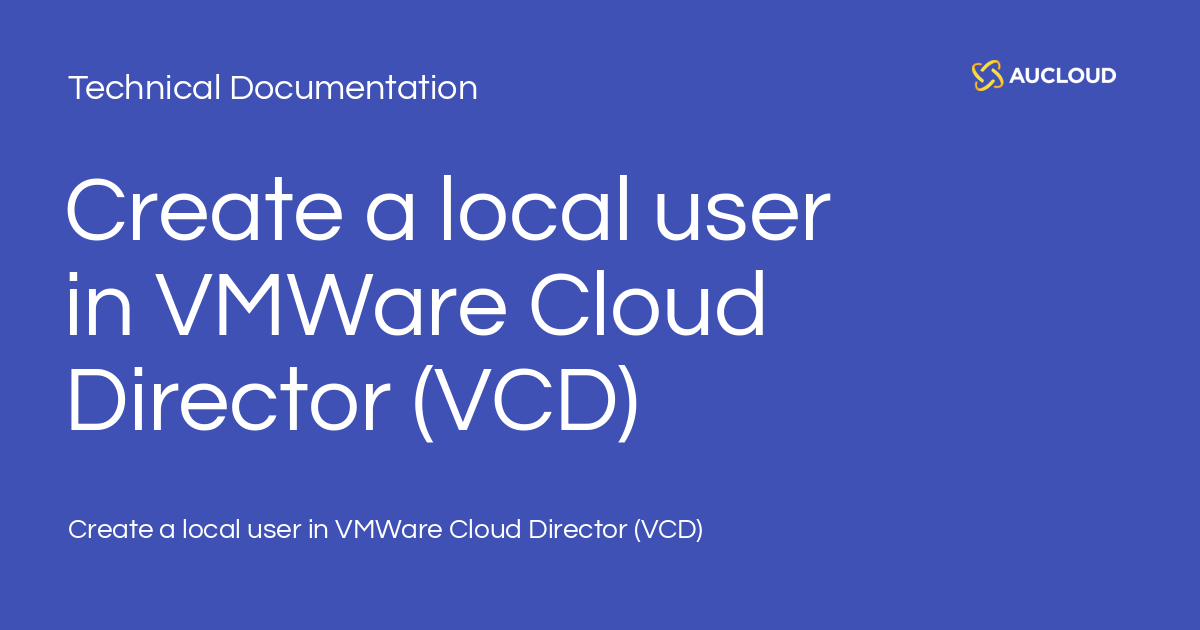 Technical Documentation
AUCLOUD
Create a local user
in VMWare Cloud
Director (VCD)
Create a local user in VMWare Cloud Director (VCD)